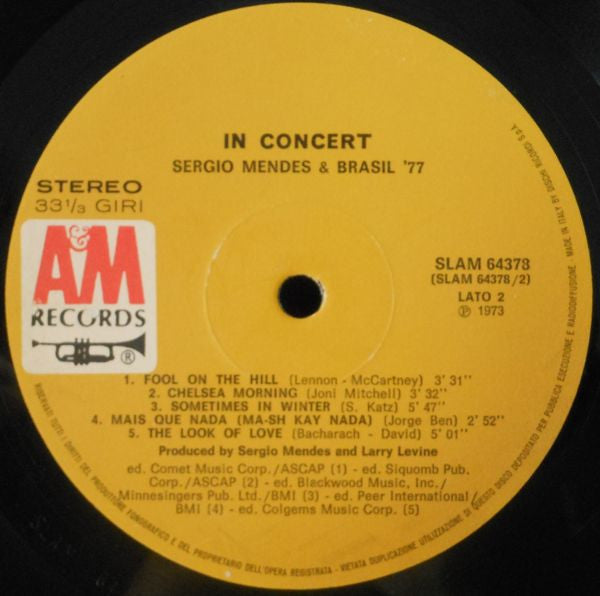 IN CONCERT
SERGIO MENDES & BRASIL '77
STEREO
33 1/3 GIRI
A&M
RECORDS
®
SLAM 64378
(SLAM 64378/2)
LATO 2
℗ 1973
1. FOOL ON THE HILL (Lennon - McCartney) 3' 31''
2. CHELSEA MORNING (Joni Mitchell) 3' 32''
3. SOMETIMES IN WINTER (S. Katz) 5' 47''
4. MAIS QUE NADA (MA-SH KAY NADA) (Jorge Ben) 2' 52''
5. THE LOOK OF LOVE (Bacharach - David) 5' 01''
Produced by Sergio Mendes and Larry Levine
ed. Comet Music Corp./ASCAP (1) - ed. Siquomb Pub.
Corp./ASCAP (2) - ed. Blackwood Music, Inc./
Minnesingers Pub. Ltd./BMI (3) - ed. Peer International/
BMI (4) - ed. Colgems Music Corp. (5)
RISERVATI TUTTI I DIRITTI DEL PRODUTTORE FONOGRAFICO E DEL PROPRIETARIO DELL'OPERA REGISTRATA - VIETATA DUPLICAZIONE UTILIZZAZIONE DI QUESTO DISCO DEPOSITATO PER PUBBLICA ESECUZIONE E RADIODIFFUSIONE. MADE IN ITALY BY DISCHI RICORDI S.p.A.